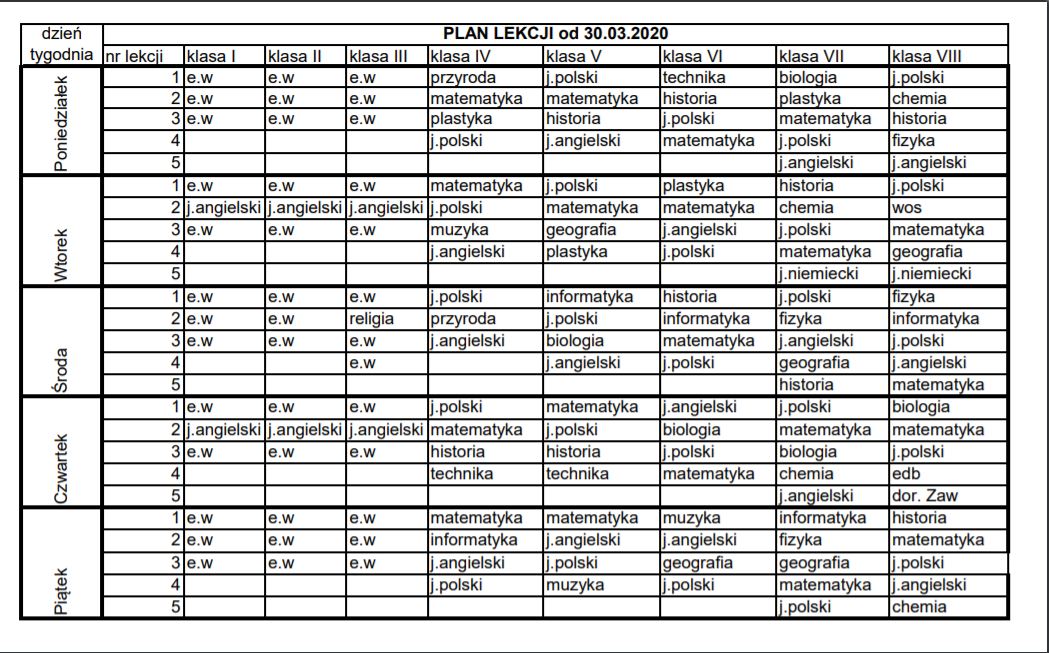 dzień tygodnia PLAN LEKCJI od 30.03.2020
nr lekcji klasa I klasa II klasa III klasa IV klasa V klasa VI klasa VII klasa VIII
Poniedziałek
1 e.w e.w e.w przyroda j.polski technika biologia j.polski
2 e.w e.w e.w matematyka matematyka historia plastyka chemia
3 e.w e.w e.w plastyka historia j.polski matematyka historia
4 j.polski j.angielski matematyka j.polski fizyka
5 j.angielski j.angielski
Wtorek
1 e.w e.w e.w matematyka j.polski plastyka historia j.polski
2 j.angielski j.angielski j.angielski j.polski matematyka matematyka chemia wos
3 e.w e.w e.w muzyka geografia j.angielski j.polski matematyka
4 j.angielski plastyka j.polski matematyka geografia
5 j.niemiecki j.niemiecki
Środa
1 e.w e.w e.w j.polski informatyka historia j.polski fizyka
2 e.w e.w religia przyroda j.polski informatyka fizyka informatyka
3 e.w e.w e.w j.angielski biologia matematyka j.angielski j.polski
4 e.w j.angielski j.polski geografia j.angielski
5 historia matematyka
Czwartek
1 e.w e.w e.w j.polski matematyka j.angielski j.polski biologia
2 j.angielski j.angielski j.angielski matematyka j.polski biologia matematyka matematyka
3 e.w e.w e.w historia historia j.polski biologia j.polski
4 technika technika matematyka chemia edb
5 j.angielski dor. Zaw
Piątek
1 e.w e.w e.w matematyka matematyka muzyka informatyka historia
2 e.w e.w e.w informatyka j.angielski j.angielski fizyka matematyka
3 e.w e.w e.w j.angielski j.polski geografia geografia j.polski
4 j.polski muzyka j.polski matematyka j.angielski
5 j.polski chemia